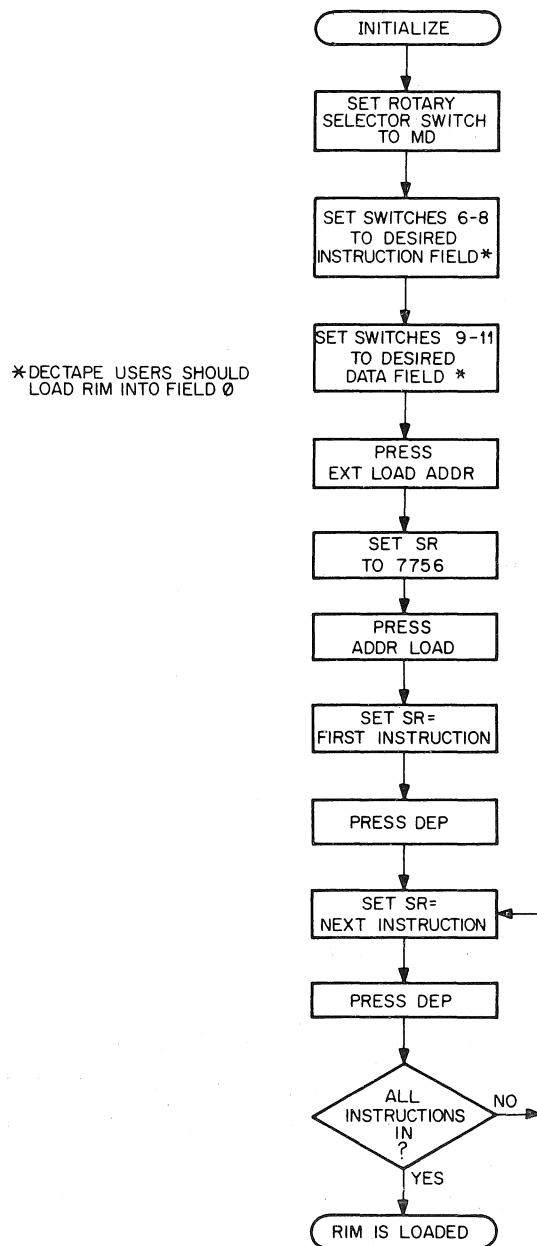 INITIALIZE
SET ROTARY
SELECTOR SWITCH
TO MD
SET SWITCHES 6-8
TO DESIRED
INSTRUCTION FIELD*
SET SWITCHES 9-11
TO DESIRED
DATA FIELD *
*DECTAPE USERS SHOULD
LOAD RIM INTO FIELD Ø
PRESS
EXT LOAD ADDR
SET SR
TO 7756
PRESS
ADDR LOAD
SET SR=
FIRST INSTRUCTION
PRESS DEP
SET SR=
NEXT INSTRUCTION
PRESS DEP
ALL
INSTRUCTIONS
IN
?
NO
YES
RIM IS LOADED